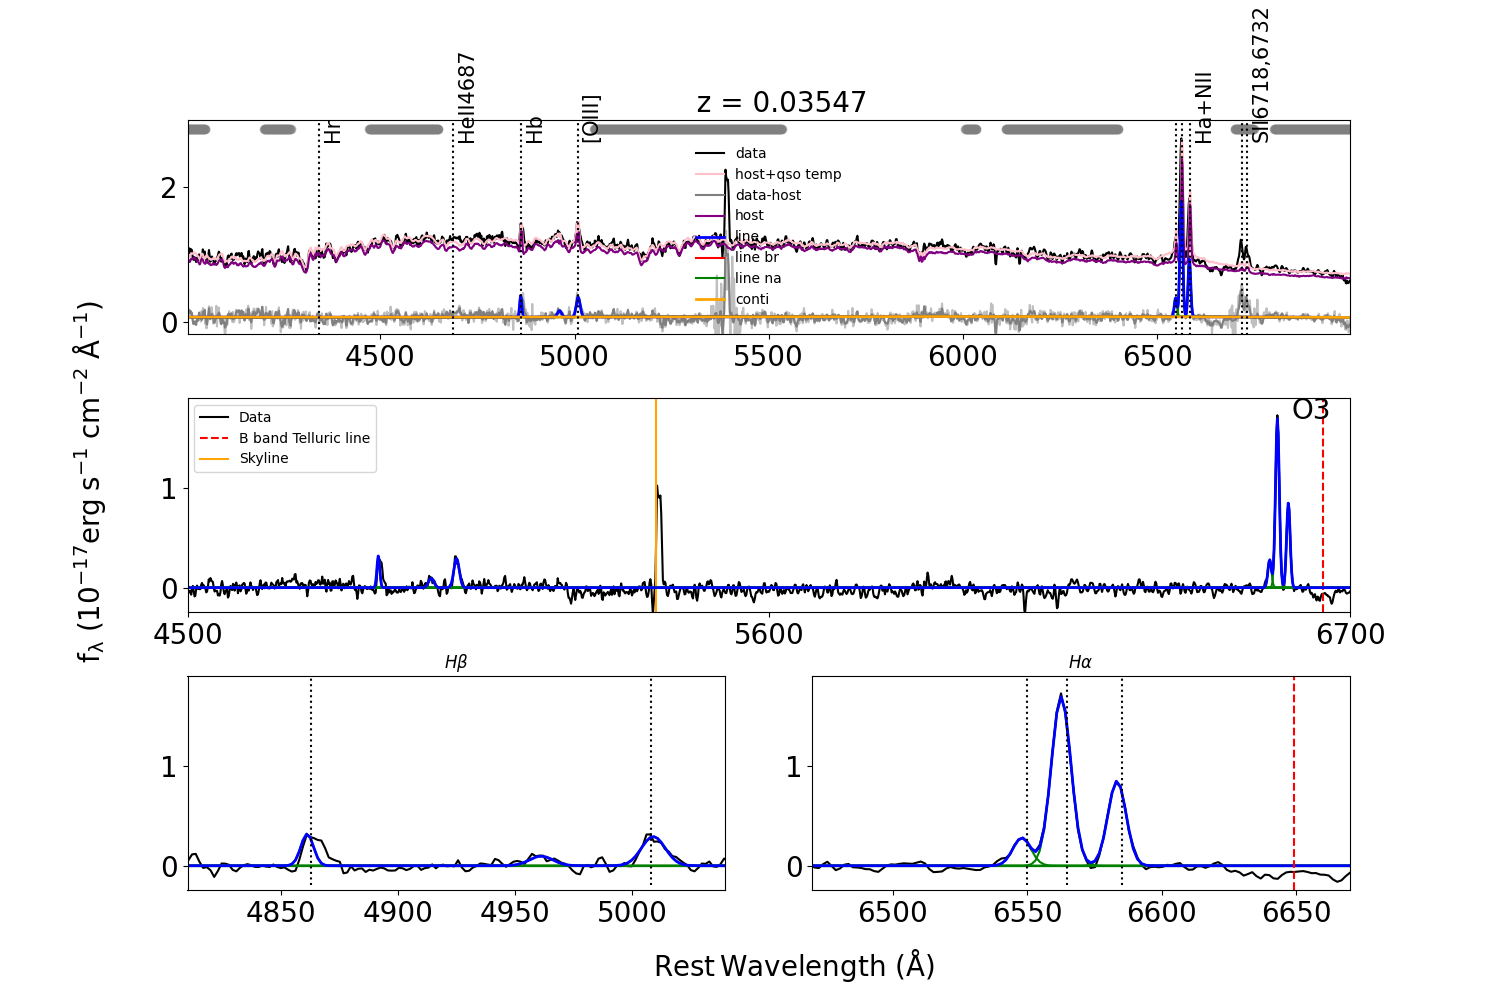 z = 0.03547
Hr
HeII4687
Hb
[OIII]
Ha+NII
SII6718,6732
data
host+qso temp
data-host
host
line
line br
line na
conti
2
0
4500 5000 5500 6000 6500
fλ (10−17erg s−1 cm−2 Å−1)
Data
B band Telluric line
Skyline
O3
1
0
4500 5600 6700
Hβ
1
0
4850 4900 4950 5000
Hα
1
0
6500 6550 6600 6650
Rest Wavelength (Å)